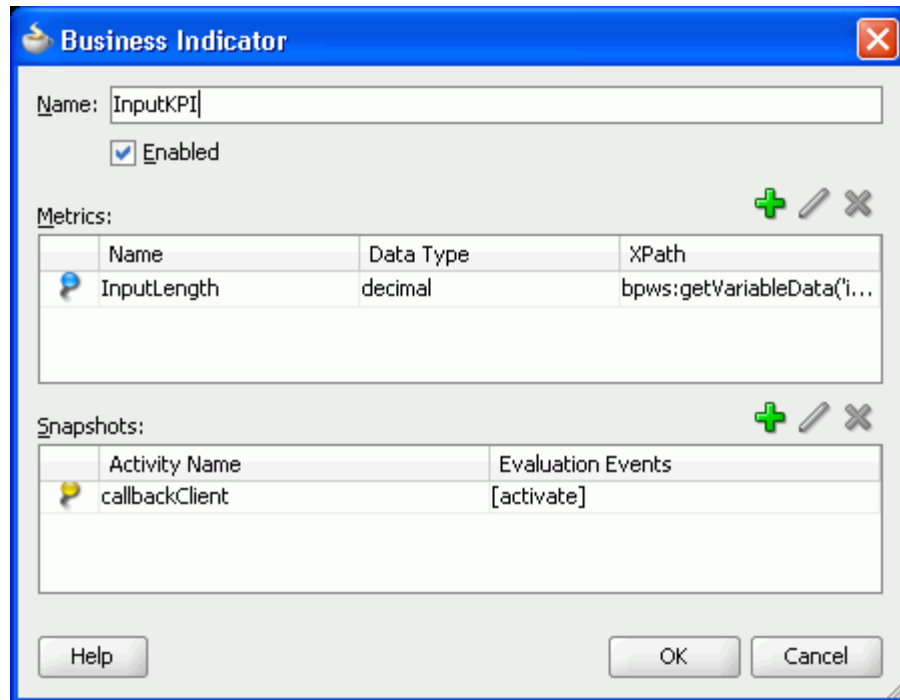 Business Indicator
Name: InputKPI
Enabled
Metrics:
Name Data Type XPath
InputLength decimal bpws:getVariableData('i...
Snapshots:
Activity Name Evaluation Events
callbackClient [activate]
Help OK Cancel